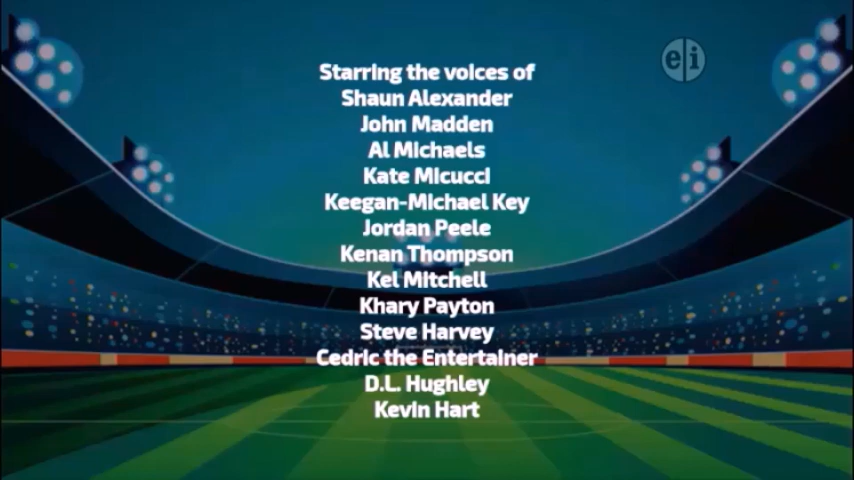 e|i
Starring the voices of
Shaun Alexander
John Madden
Al Michaels
Kate Micucci
Keegan-Michael Key
Jordan Peele
Kenan Thompson
Kel Mitchell
Khary Payton
Steve Harvey
Cedric the Entertainer
D.L. Hughley
Kevin Hart